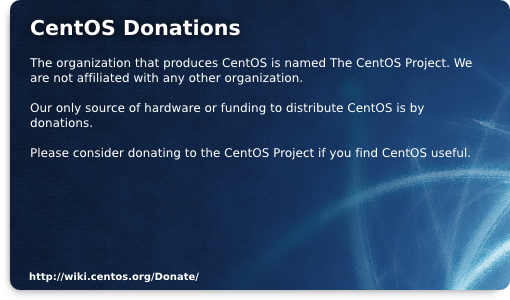 CentOS Donations
The organization that produces CentOS is named The CentOS Project. We
are not affiliated with any other organization.
Our only source of hardware or funding to distribute CentOS is by
donations.
Please consider donating to the CentOS Project if you find CentOS useful.
http://wiki.centos.org/Donate/